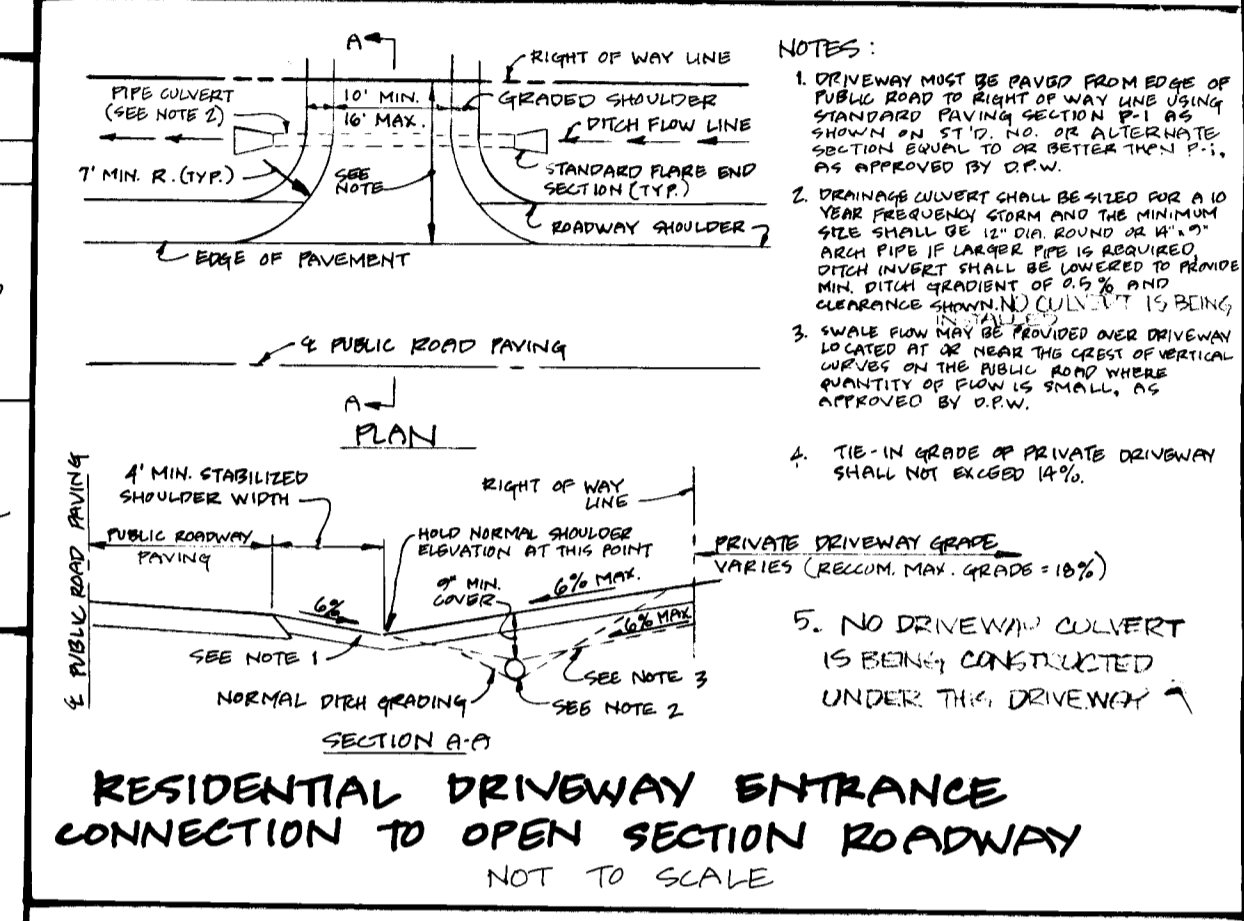 A
RIGHT OF WAY LINE
PIPE CULVERT
(SEE NOTE 2)
10' MIN.
16' MAX.
GRADED SHOULDER
DITCH FLOW LINE
7' MIN. R. (TYP.)
SEE
NOTE
STANDARD FLARE END
SECTION (TYP.)
ROADWAY SHOULDER
EDGE OF PAVEMENT
℄ PUBLIC ROAD PAVING
A
PLAN
NOTES:
1. DRIVEWAY MUST BE PAVED FROM EDGE OF
PUBLIC ROAD TO RIGHT OF WAY LINE USING
STANDARD PAVING SECTION P-1 AS
SHOWN ON ST'D. NO. OR ALTERNATE
SECTION EQUAL TO OR BETTER THAN P-1,
AS APPROVED BY D.P.W.
2. DRAINAGE CULVERT SHALL BE SIZED FOR A 10
YEAR FREQUENCY STORM AND THE MINIMUM
SIZE SHALL BE 12" DIA. ROUND OR 14" x 9"
ARCH PIPE IF LARGER PIPE IS REQUIRED,
DITCH INVERT SHALL BE LOWERED TO PROVIDE
MIN. DITCH GRADIENT OF 0.5% AND
CLEARANCE SHOWN. NO CULVERT IS BEING
INSTALLED
3. SWALE FLOW MAY BE PROVIDED OVER DRIVEWAY
LOCATED AT OR NEAR THE CREST OF VERTICAL
CURVES ON THE PUBLIC ROAD WHERE
QUANTITY OF FLOW IS SMALL, AS
APPROVED BY D.P.W.
4. TIE-IN GRADE OF PRIVATE DRIVEWAY
SHALL NOT EXCEED 14%.
5. NO DRIVEWAY CULVERT
IS BEING CONSTRUCTED
UNDER THIS DRIVEWAY
℄ PUBLIC ROAD PAVING
4' MIN. STABILIZED
SHOULDER WIDTH
PUBLIC ROADWAY
PAVING
RIGHT OF WAY
LINE
HOLD NORMAL SHOULDER
ELEVATION AT THIS POINT
PRIVATE DRIVEWAY GRADE
VARIES (RECCUM. MAX. GRADE = 18%)
9" MIN.
COVER
6% MAX.
6%
6% MAX
SEE NOTE 1
SEE NOTE 3
NORMAL DITCH GRADING
SEE NOTE 2
SECTION A-A
RESIDENTIAL DRIVEWAY ENTRANCE
CONNECTION TO OPEN SECTION ROADWAY
NOT TO SCALE